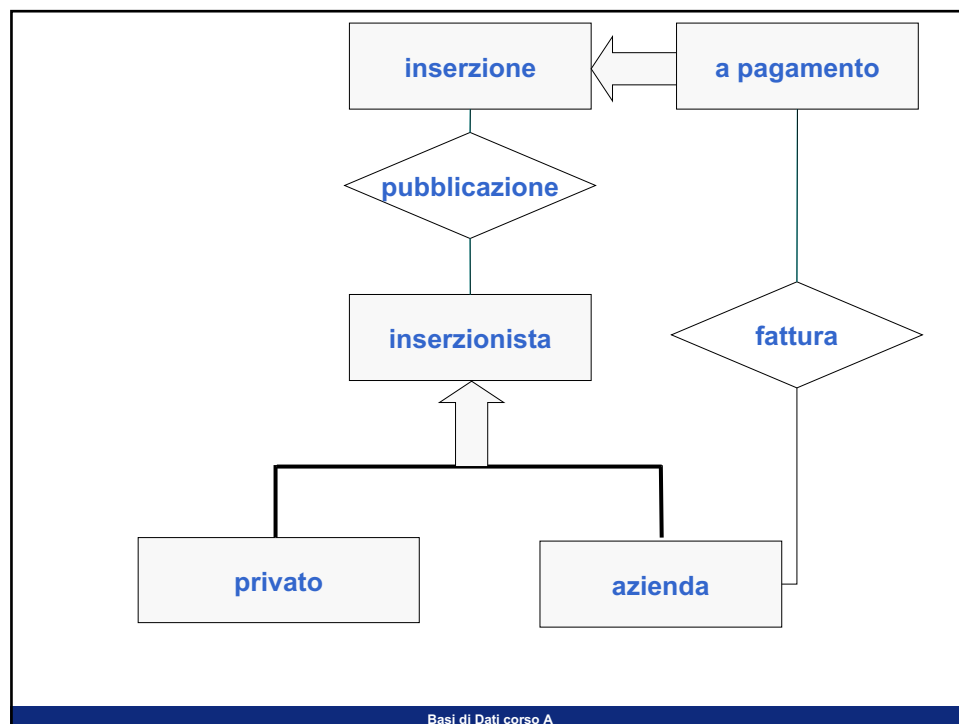 inserzione
a pagamento
pubblicazione
inserzionista
fattura
privato
azienda
Basi di Dati corso A